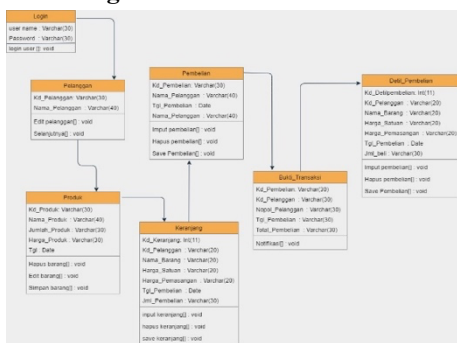 Login
user name : Varchar(30)
Password : Varchar(30)
login user(): void
Pelanggan
Kd_Pelanggan: Varchar(30)
Nama_Pelanggan : Varchar(40)
Edit pelanggan() : void
Selanjutnya() : void
Produk
Kd_Produk: Varchar(30)
Nama_Produk : Varchar(40)
Jumlah_Produk : Varchar(30)
Harga_Produk : Varchar(30)
Tgl : Date
Hapus barang() : void
Edit barang() : void
Simpan barang() : void
Pembelian
Kd_Pembelian: Varchar(30)
Nama_Pelanggan : Varchar(40)
Tgl_Pembelian : Date
Nama_Pelanggan : Varchar(40)
Imput pembelian() : void
Hapus pembelian() : void
Save Pembelian() : void
Keranjang
Kd_Keranjang: Int(11)
Kd_Pelanggan : Varchar(20)
Nama_Barang : Varchar(20)
Harga_Satuan : Varchar(20)
Harga_Pemasangan : Varchar(20)
Tgl_Pembelian : Date
Jml_Pembelian : Varchar(30)
input keranjang() : void
hapus keranjang() : void
save keranjang() : void
Bukti_Transaksi
Kd_Pembelian: Varchar(30)
Kd_Pelanggan : Varchar(30)
Nopol_Pelanggan : Varchar(20)
Tgl_Pembelian : Varchar(30)
Total_Pembelian : Varchar(30)
Notifikasi() : void
Detil_Pembelian
Kd_Detilpembelian: Int(11)
Kd_Pelanggan : Varchar(20)
Nama_Barang : Varchar(20)
Harga_Satuan : Varchar(20)
Harga_Pemasangan : Varchar(20)
Tgl_Pembelian : Date
Jml_beli : Varchar(30)
Imput pembelian() : void
Hapus pembelian() : void
Save Pembelian() : void